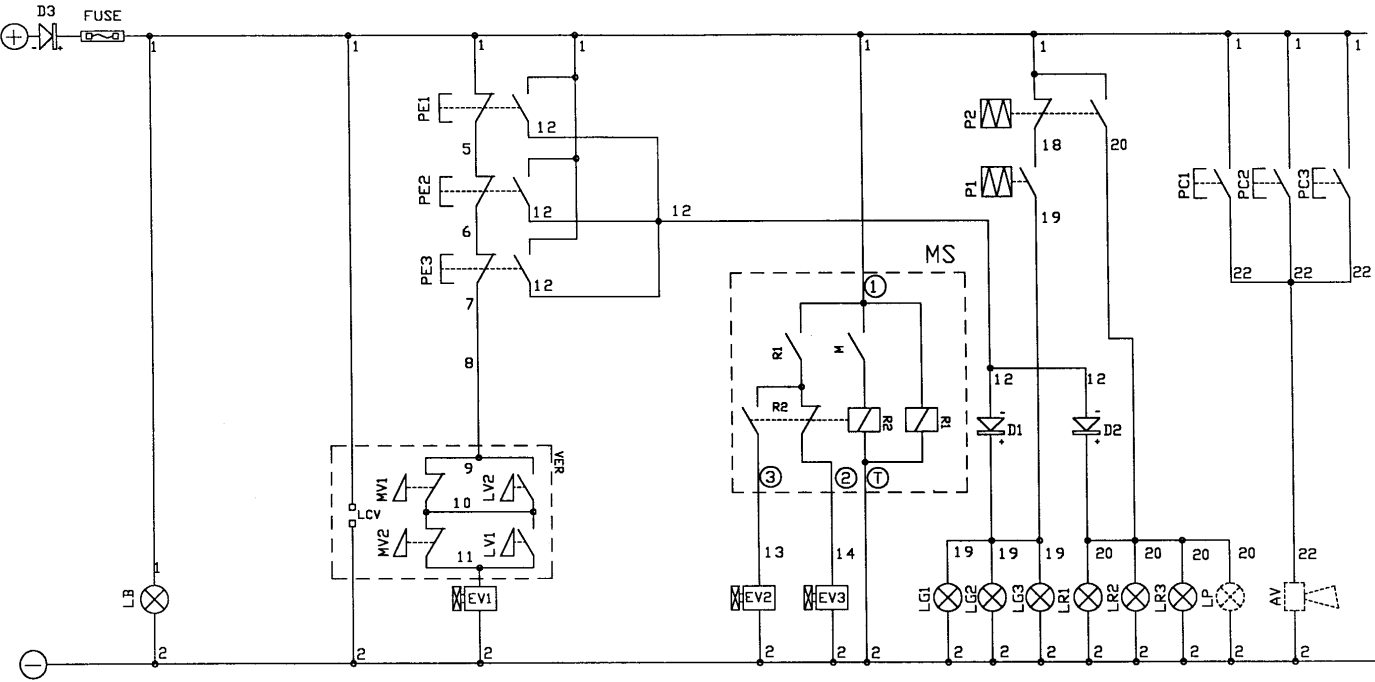 D3
FUSE
+
- +
1 1 1 1 1 1 1 1 1
PE1
12
P2
5
18
20
PE2
P1
PC1
PC2
PC3
12
12
19
6
PE3
MS
12
22
22
22
7
1
R1
M
8
12
12
R2
R2
R1
-
D1
+
-
D2
+
VER
9
MV1
LV2
3
2
T
10
LCV
MV2
LV1
11
13
14
19
19
19
20
20
20
20
22
1
LB
EV1
EV2
EV3
LG1
LG2
LG3
LR1
LR2
LR3
LP
AV
2 2 2 2 2 2 2 2 2 2 2 2 2 2
−